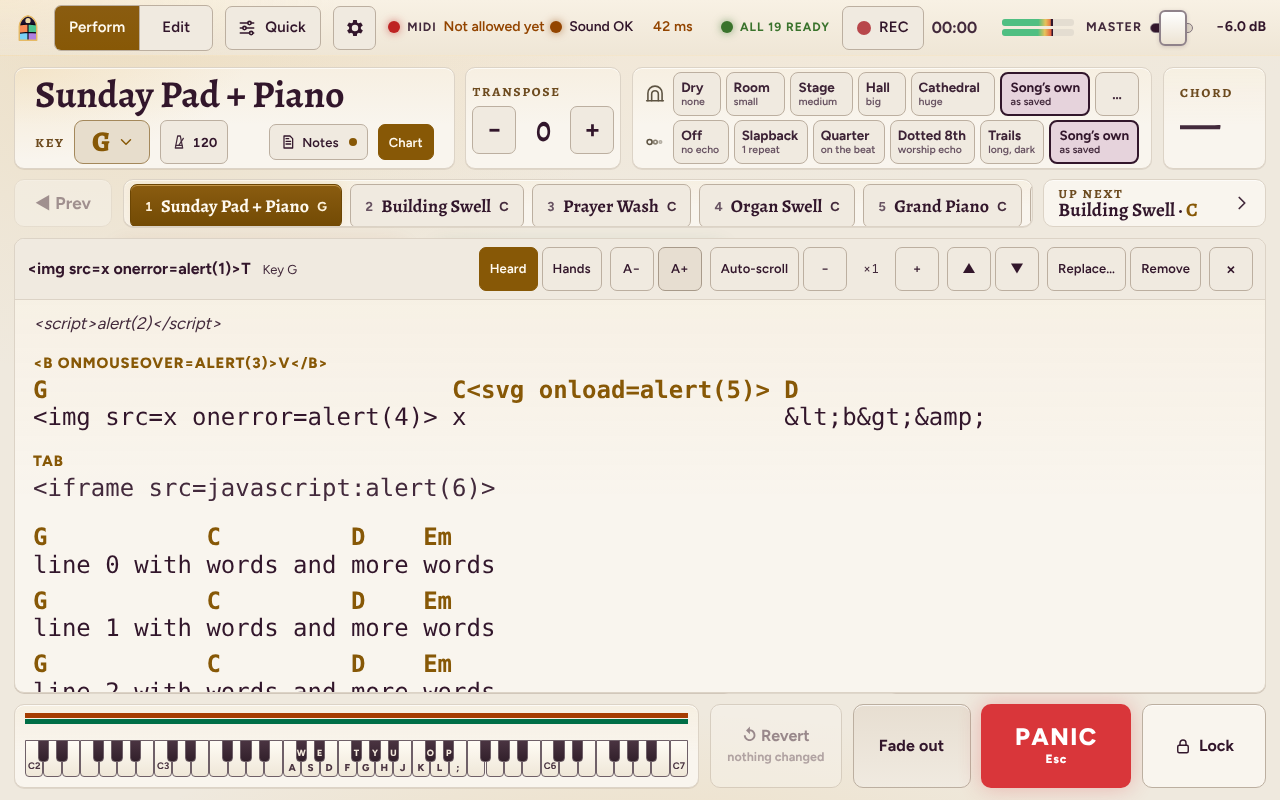 Perform Edit Quick MIDI Not allowed yet Sound OK 42 ms ALL 19 READY REC 00:00 MASTER −6.0 dB
Sunday Pad + Piano
KEY G 120 Notes Chart
TRANSPOSE
− 0 +
Dry none Room small Stage medium Hall big Cathedral huge Song's own as saved ...
Off no echo Slapback 1 repeat Quarter on the beat Dotted 8th worship echo Trails long, dark Song's own as saved
CHORD
—
◀ Prev
1 Sunday Pad + Piano G 2 Building Swell C 3 Prayer Wash C 4 Organ Swell C 5 Grand Piano C
UP NEXT
Building Swell · C
<img src=x onerror=alert(1)>T Key G Heard Hands A− A+ Auto-scroll − ×1 + ▲ ▼ Replace... Remove ×
<script>alert(2)</script>
<B ONMOUSEOVER=ALERT(3)>V</B>
G C<svg onload=alert(5)> D
<img src=x onerror=alert(4)> x &lt;b&gt;&amp;
TAB
<iframe src=javascript:alert(6)>
G C D Em
line 0 with words and more words
G C D Em
line 1 with words and more words
G C D Em
line 2 with words and more words
W E T Y U O P
C2 C3 A S D F G H J K L ; C6 C7
Revert
nothing changed
Fade out
PANIC
Esc
Lock